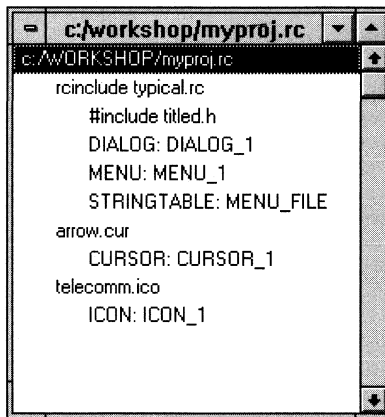 c:/workshop/myproj.rc
c:/WORKSHOP/myproj.rc
rcinclude typical.rc
#include titled.h
DIALOG: DIALOG_1
MENU: MENU_1
STRINGTABLE: MENU_FILE
arrow.cur
CURSOR: CURSOR_1
telecomm.ico
ICON: ICON_1